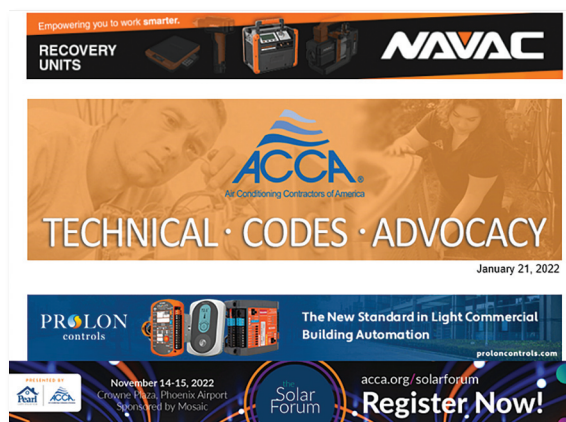 Empowering you to work smarter.
RECOVERY
UNITS
NAVAC
ACCA®
Air Conditioning Contractors of America
TECHNICAL · CODES · ADVOCACY
January 21, 2022
PROLON
controls
The New Standard in Light Commercial
Building Automation
proloncontrols.com
PRESENTED BY
Pearl
ACCA
November 14-15, 2022
Crowne Plaza, Phoenix Airport
Sponsored by Mosaic
the
Solar
Forum
acca.org/solarforum
Register Now!